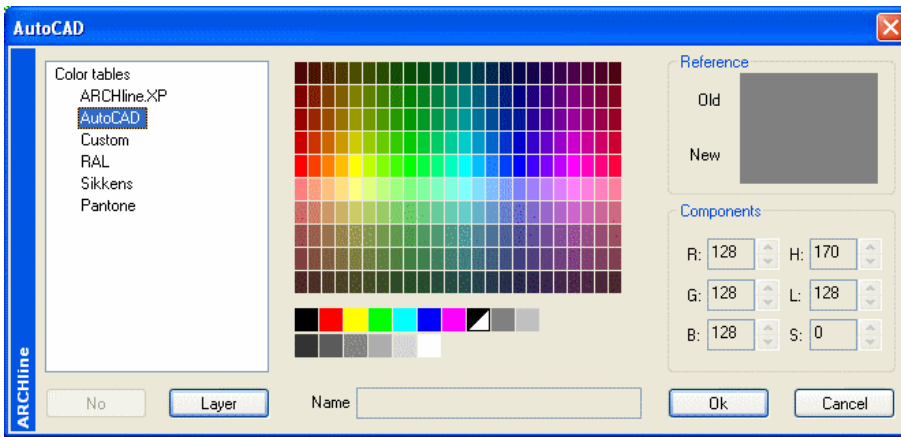 AutoCAD
Color tables
ARCHline.XP
AutoCAD
Custom
RAL
Sikkens
Pantone
Reference
Old
New
Components
R: 128 H: 170
G: 128 L: 128
B: 128 S: 0
ARCHline
No Layer Name Ok Cancel